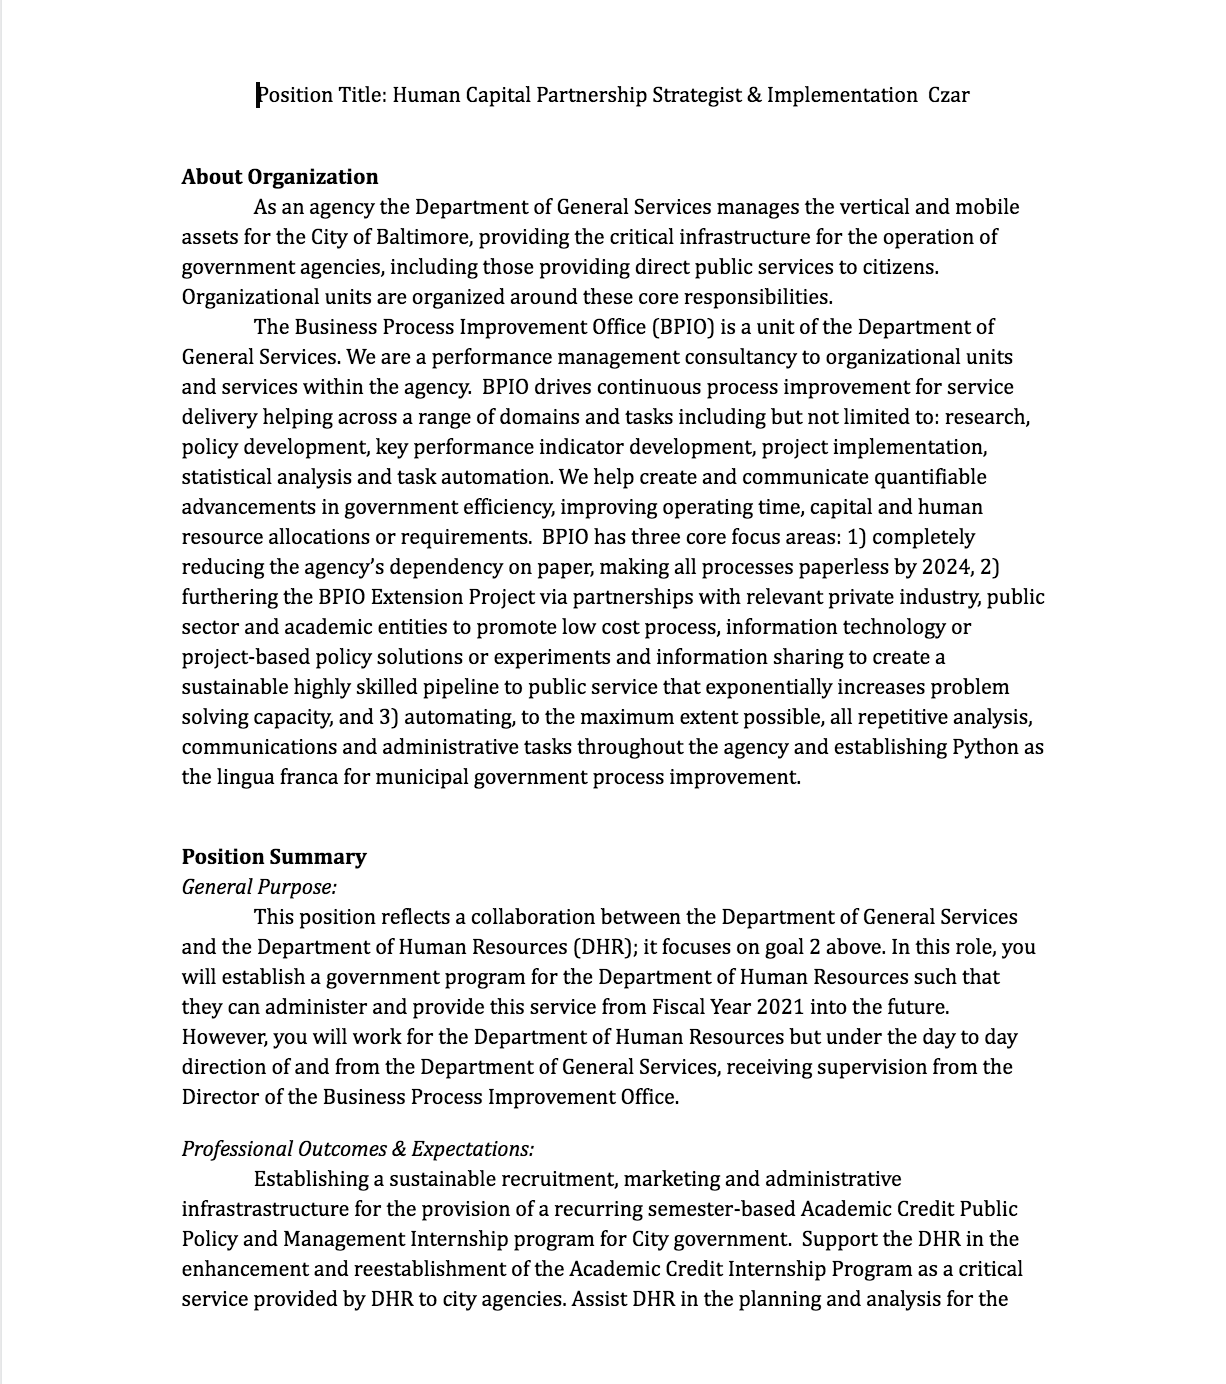 Position Title: Human Capital Partnership Strategist & Implementation  Czar
About Organization
As an agency the Department of General Services manages the vertical and mobile
assets for the City of Baltimore, providing the critical infrastructure for the operation of
government agencies, including those providing direct public services to citizens.
Organizational units are organized around these core responsibilities.
The Business Process Improvement Office (BPIO) is a unit of the Department of
General Services. We are a performance management consultancy to organizational units
and services within the agency.  BPIO drives continuous process improvement for service
delivery helping across a range of domains and tasks including but not limited to: research,
policy development, key performance indicator development, project implementation,
statistical analysis and task automation. We help create and communicate quantifiable
advancements in government efficiency, improving operating time, capital and human
resource allocations or requirements.  BPIO has three core focus areas: 1) completely
reducing the agency’s dependency on paper, making all processes paperless by 2024, 2)
furthering the BPIO Extension Project via partnerships with relevant private industry, public
sector and academic entities to promote low cost process, information technology or
project-based policy solutions or experiments and information sharing to create a
sustainable highly skilled pipeline to public service that exponentially increases problem
solving capacity, and 3) automating, to the maximum extent possible, all repetitive analysis,
communications and administrative tasks throughout the agency and establishing Python as
the lingua franca for municipal government process improvement.
Position Summary
General Purpose:
This position reflects a collaboration between the Department of General Services
and the Department of Human Resources (DHR); it focuses on goal 2 above. In this role, you
will establish a government program for the Department of Human Resources such that
they can administer and provide this service from Fiscal Year 2021 into the future.
However, you will work for the Department of Human Resources but under the day to day
direction of and from the Department of General Services, receiving supervision from the
Director of the Business Process Improvement Office.
Professional Outcomes & Expectations:
Establishing a sustainable recruitment, marketing and administrative
infrastrastructure for the provision of a recurring semester-based Academic Credit Public
Policy and Management Internship program for City government.  Support the DHR in the
enhancement and reestablishment of the Academic Credit Internship Program as a critical
service provided by DHR to city agencies. Assist DHR in the planning and analysis for the